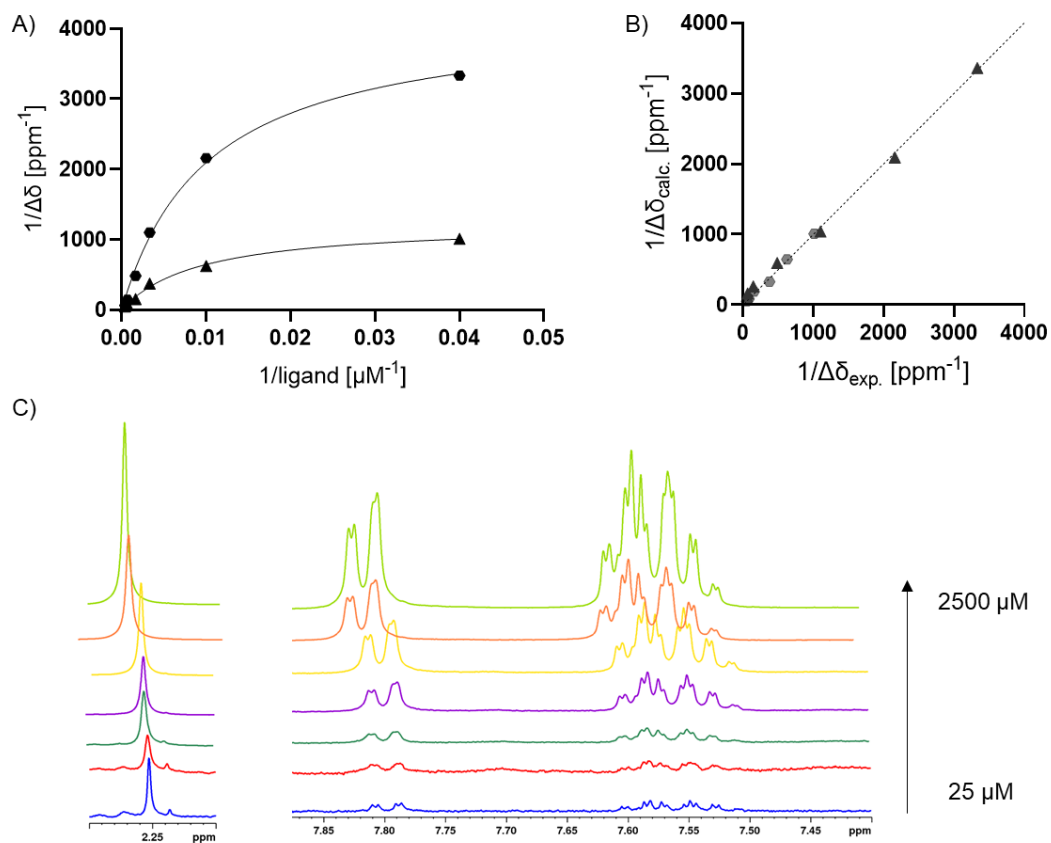 A)
4000
3000
2000
1000
0
0.00 0.01 0.02 0.03 0.04 0.05
1/Δδ [ppm⁻¹]
1/ligand [µM⁻¹]
B)
4000
3000
2000
1000
0
0 1000 2000 3000 4000
1/Δδcalc. [ppm⁻¹]
1/Δδexp. [ppm⁻¹]
C)
2500 µM
25 µM
2.25 ppm
7.85 7.80 7.75 7.70 7.65 7.60 7.55 7.50 7.45 ppm